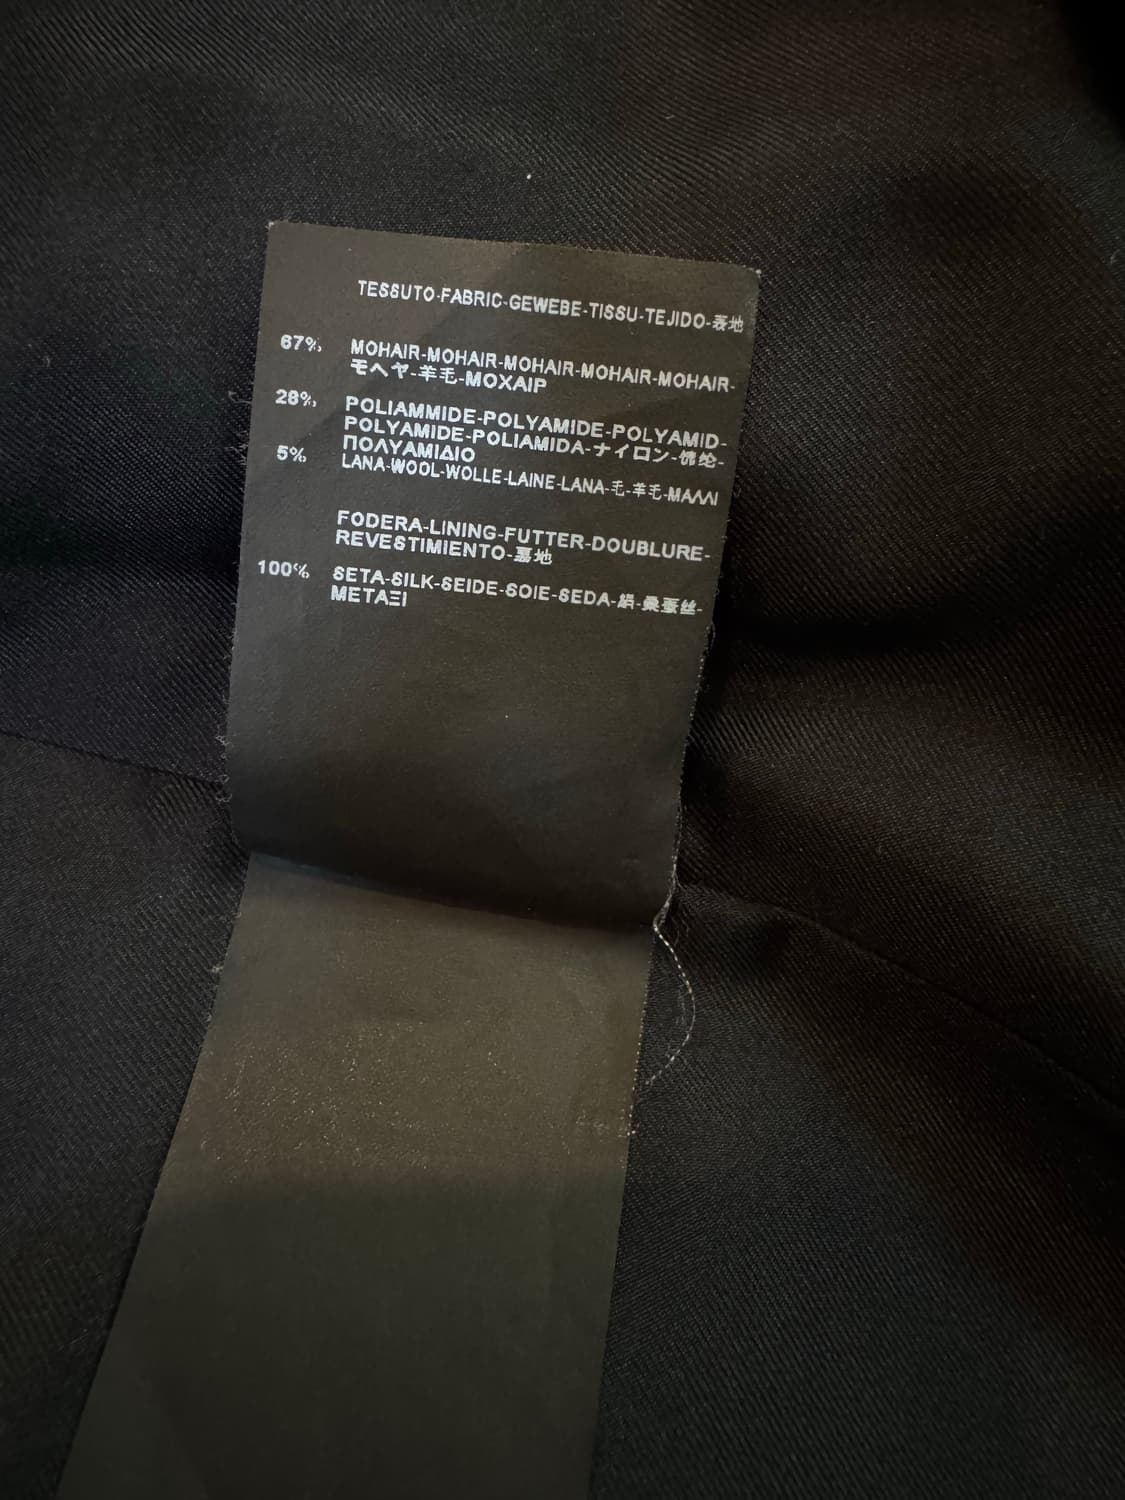 TESSUTO-FABRIC-GEWEBE-TISSU-TEJIDO-表地
67% MOHAIR-MOHAIR-MOHAIR-MOHAIR-MOHAIR-
モヘヤ-羊毛-MOXAIP
28% POLIAMMIDE-POLYAMIDE-POLYAMID-
POLYAMIDE-POLIAMIDA-ナイロン-锦纶-
ΠΟΛΥΑΜΙΔΙΟ
5% LANA-WOOL-WOLLE-LAINE-LANA-毛-羊毛-ΜΑΛΛΙ
FODERA-LINING-FUTTER-DOUBLURE-
REVESTIMIENTO-裏地
100% SETA-SILK-SEIDE-SOIE-SEDA-絹-桑蚕丝-
ΜΕΤΑΞΙ